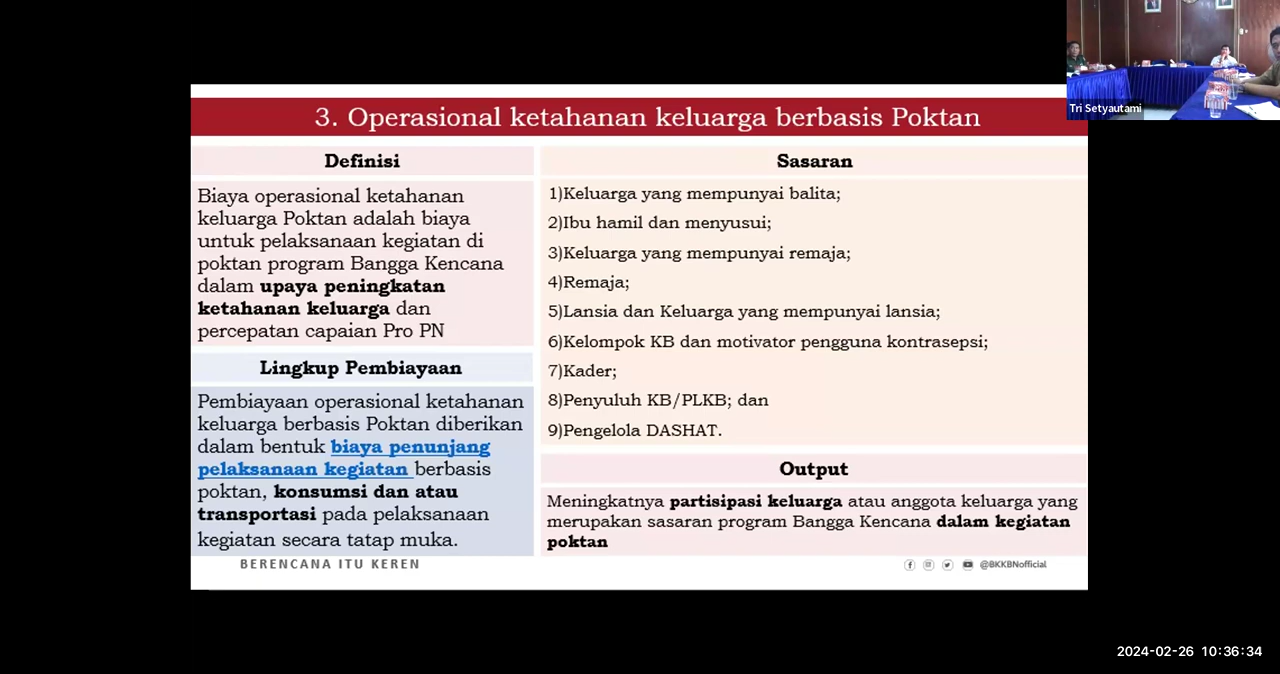 Tri Setyautami
3. Operasional ketahanan keluarga berbasis Poktan
Definisi
Biaya operasional ketahanan
keluarga Poktan adalah biaya
untuk pelaksanaan kegiatan di
poktan program Bangga Kencana
dalam upaya peningkatan
ketahanan keluarga dan
percepatan capaian Pro PN
Lingkup Pembiayaan
Pembiayaan operasional ketahanan
keluarga berbasis Poktan diberikan
dalam bentuk biaya penunjang
pelaksanaan kegiatan berbasis
poktan, konsumsi dan atau
transportasi pada pelaksanaan
kegiatan secara tatap muka.
Sasaran
1)Keluarga yang mempunyai balita;
2)Ibu hamil dan menyusui;
3)Keluarga yang mempunyai remaja;
4)Remaja;
5)Lansia dan Keluarga yang mempunyai lansia;
6)Kelompok KB dan motivator pengguna kontrasepsi;
7)Kader;
8)Penyuluh KB/PLKB; dan
9)Pengelola DASHAT.
Output
Meningkatnya partisipasi keluarga atau anggota keluarga yang
merupakan sasaran program Bangga Kencana dalam kegiatan
poktan
BERENCANA ITU KEREN
@BKKBNofficial
2024-02-26 10:36:34